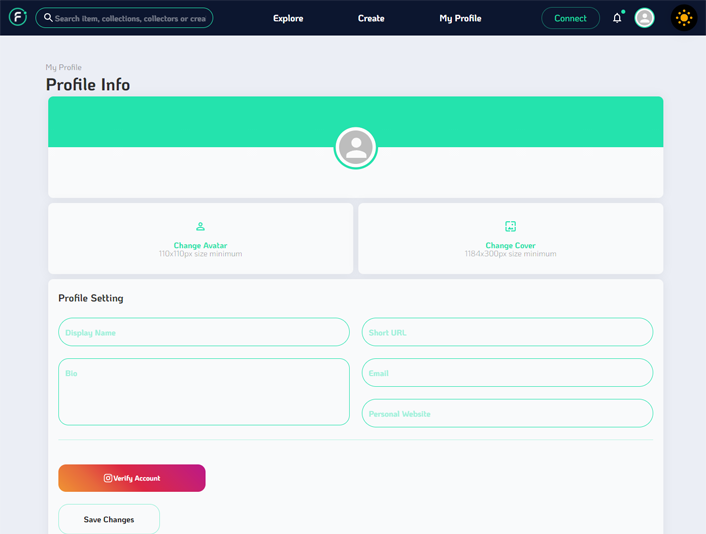 F
Search item, collections, collectors or crea
Explore
Create
My Profile
Connect
My Profile
Profile Info
Change Avatar
110x110px size minimum
Change Cover
1184x300px size minimum
Profile Setting
Display Name
Short URL
Bio
Email
Personal Website
Verify Account
Save Changes